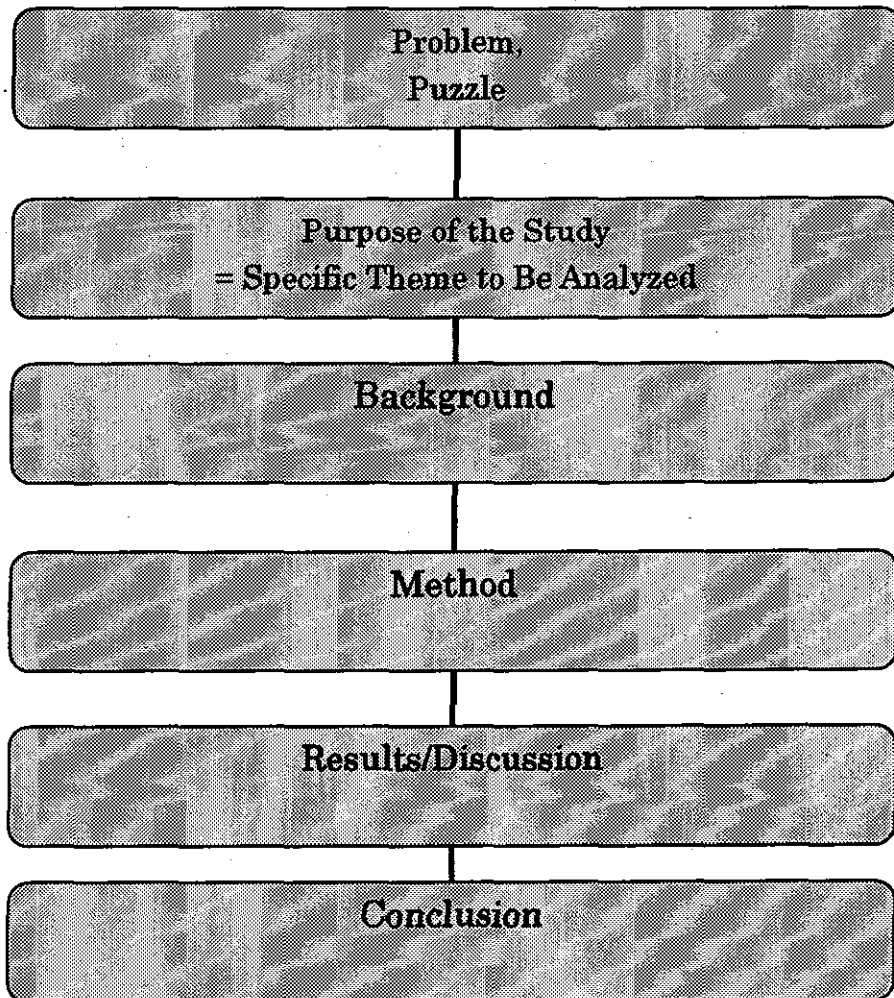 Problem,
Puzzle
Purpose of the Study
= Specific Theme to Be Analyzed
Background
Method
Results/Discussion
Conclusion